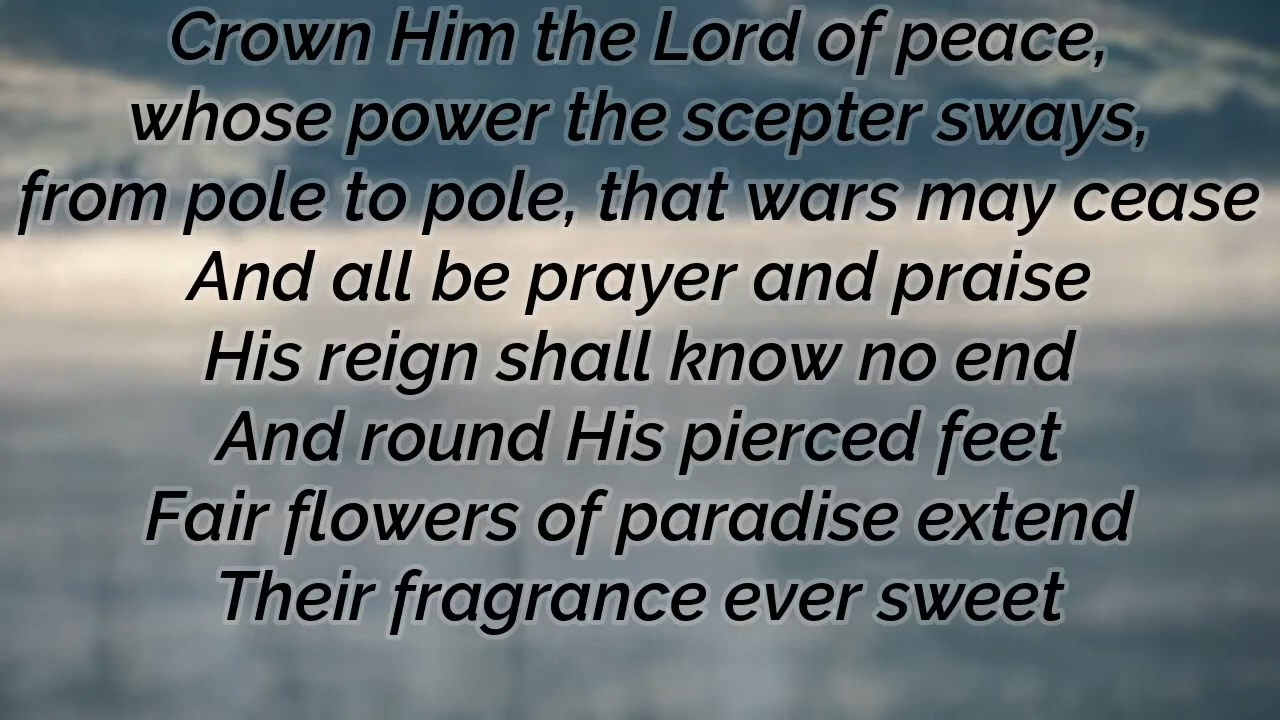 Crown Him the Lord of peace,
whose power the scepter sways,
from pole to pole, that wars may cease
And all be prayer and praise
His reign shall know no end
And round His pierced feet
Fair flowers of paradise extend
Their fragrance ever sweet